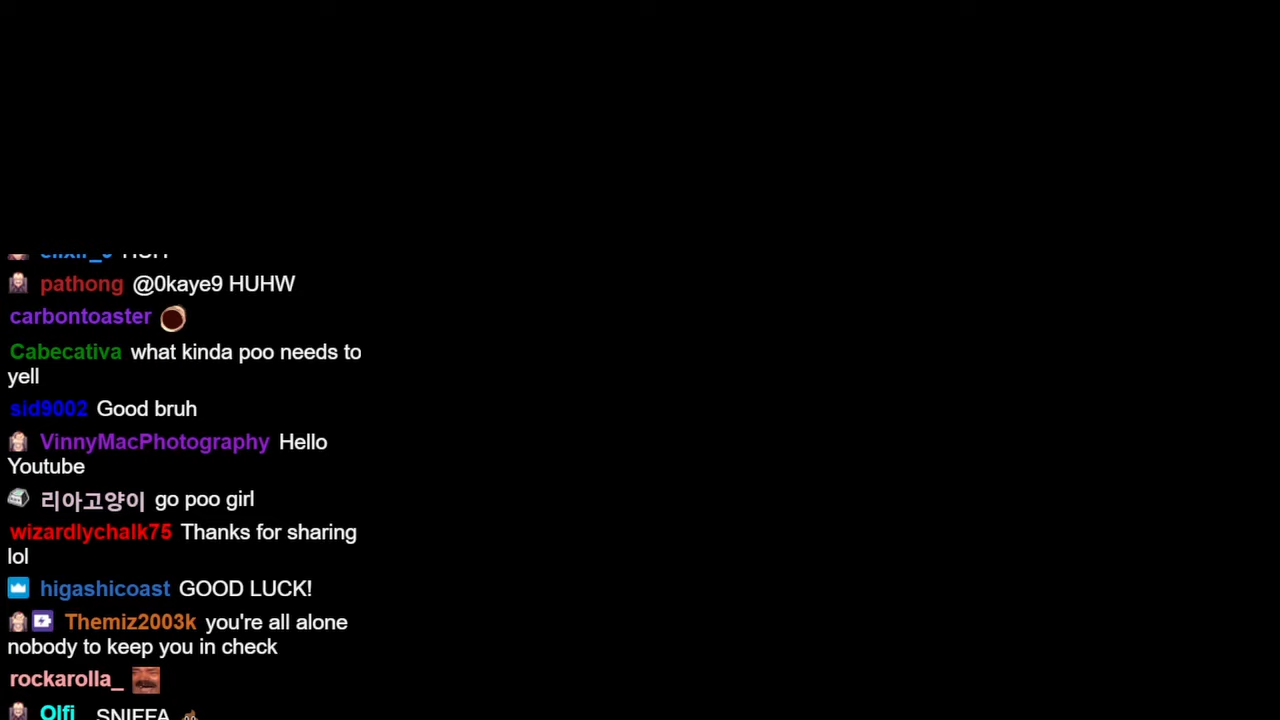 pathong @0kaye9 HUHW
carbontoaster
Cabecativa what kinda poo needs to
yell
sid9002 Good bruh
VinnyMacPhotography Hello
Youtube
리아고양이 go poo girl
wizardlychalk75 Thanks for sharing
lol
higashicoast GOOD LUCK!
Themiz2003k you're all alone
nobody to keep you in check
rockarolla_
Olfi SNIFFA